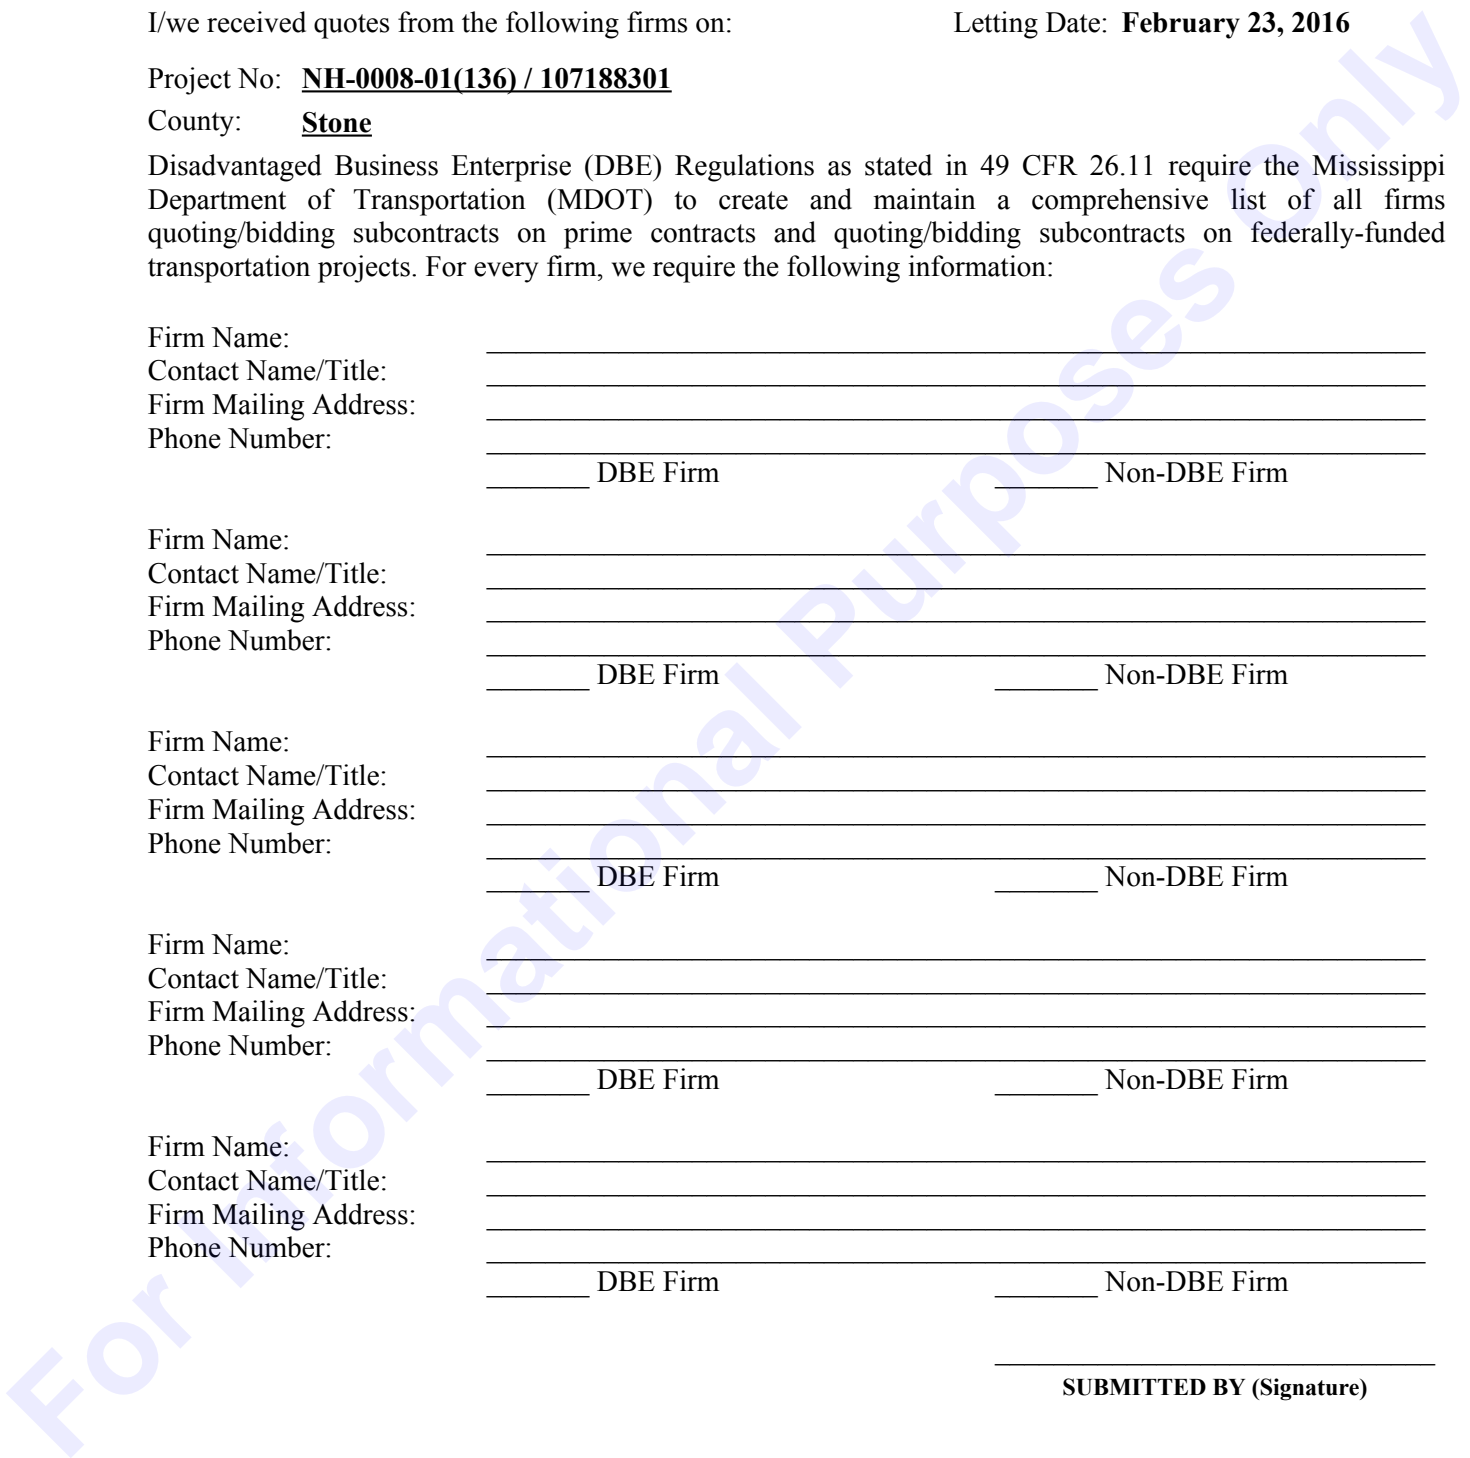 I/we received quotes from the following firms on: Letting Date: February 23, 2016
Project No: NH-0008-01(136) / 107188301
County: Stone
Disadvantaged Business Enterprise (DBE) Regulations as stated in 49 CFR 26.11 require the Mississippi
Department of Transportation (MDOT) to create and maintain a comprehensive list of all firms
quoting/bidding subcontracts on prime contracts and quoting/bidding subcontracts on federally-funded
transportation projects. For every firm, we require the following information:
Firm Name:
Contact Name/Title:
Firm Mailing Address:
Phone Number:
DBE Firm Non-DBE Firm
Firm Name:
Contact Name/Title:
Firm Mailing Address:
Phone Number:
DBE Firm Non-DBE Firm
Firm Name:
Contact Name/Title:
Firm Mailing Address:
Phone Number:
DBE Firm Non-DBE Firm
Firm Name:
Contact Name/Title:
Firm Mailing Address:
Phone Number:
DBE Firm Non-DBE Firm
Firm Name:
Contact Name/Title:
Firm Mailing Address:
Phone Number:
DBE Firm Non-DBE Firm
SUBMITTED BY (Signature)
For Informational Purposes Only